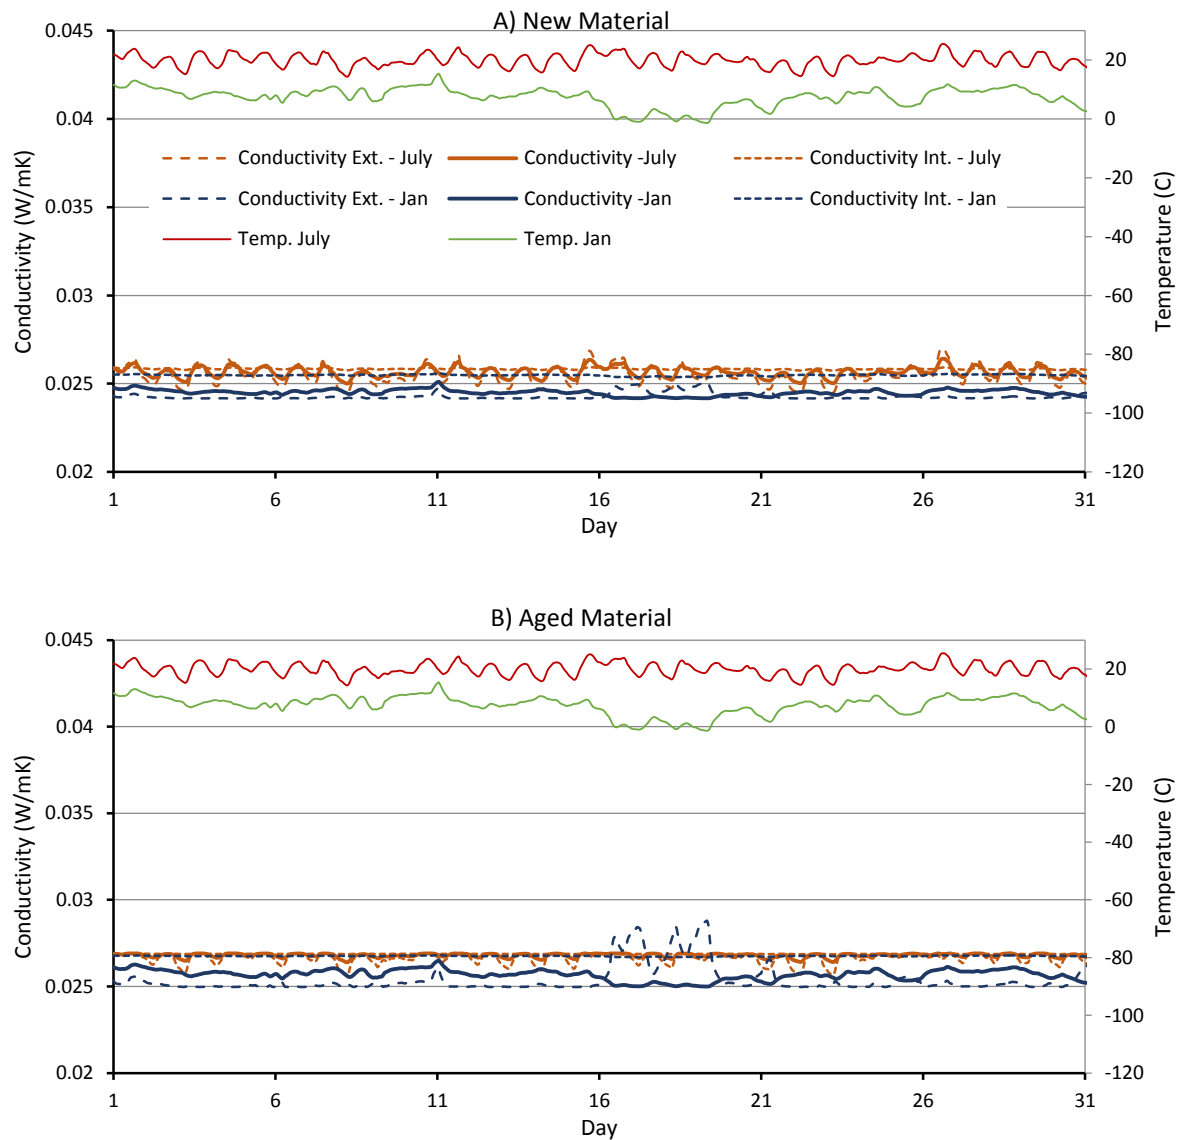 A) New Material
0.045
0.04
0.035
0.03
0.025
0.02
Conductivity (W/mK)
20
0
-20
-40
-60
-80
-100
-120
Temperature (C)
Conductivity Ext. - July Conductivity -July Conductivity Int. - July
Conductivity Ext. - Jan Conductivity -Jan Conductivity Int. - Jan
Temp. July Temp. Jan
1 6 11 16 21 26 31
Day
B) Aged Material
0.045
0.04
0.035
0.03
0.025
0.02
Conductivity (W/mK)
20
0
-20
-40
-60
-80
-100
-120
Temperature (C)
1 6 11 16 21 26 31
Day